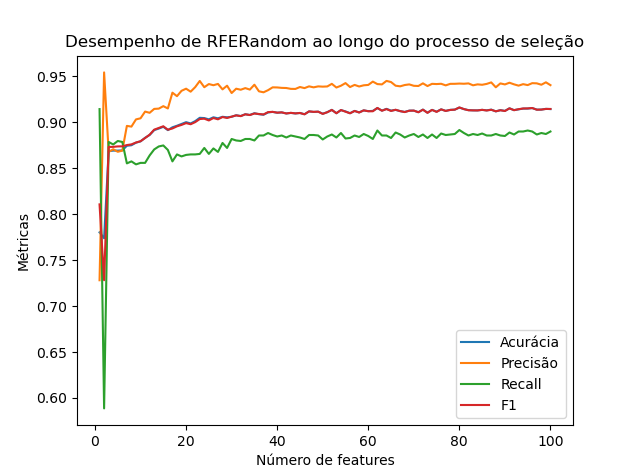 Desempenho de RFERandom ao longo do processo de seleção
Métricas
0.95
0.90
0.85
0.80
0.75
0.70
0.65
0.60
Acurácia
Precisão
Recall
F1
0 20 40 60 80 100
Número de features